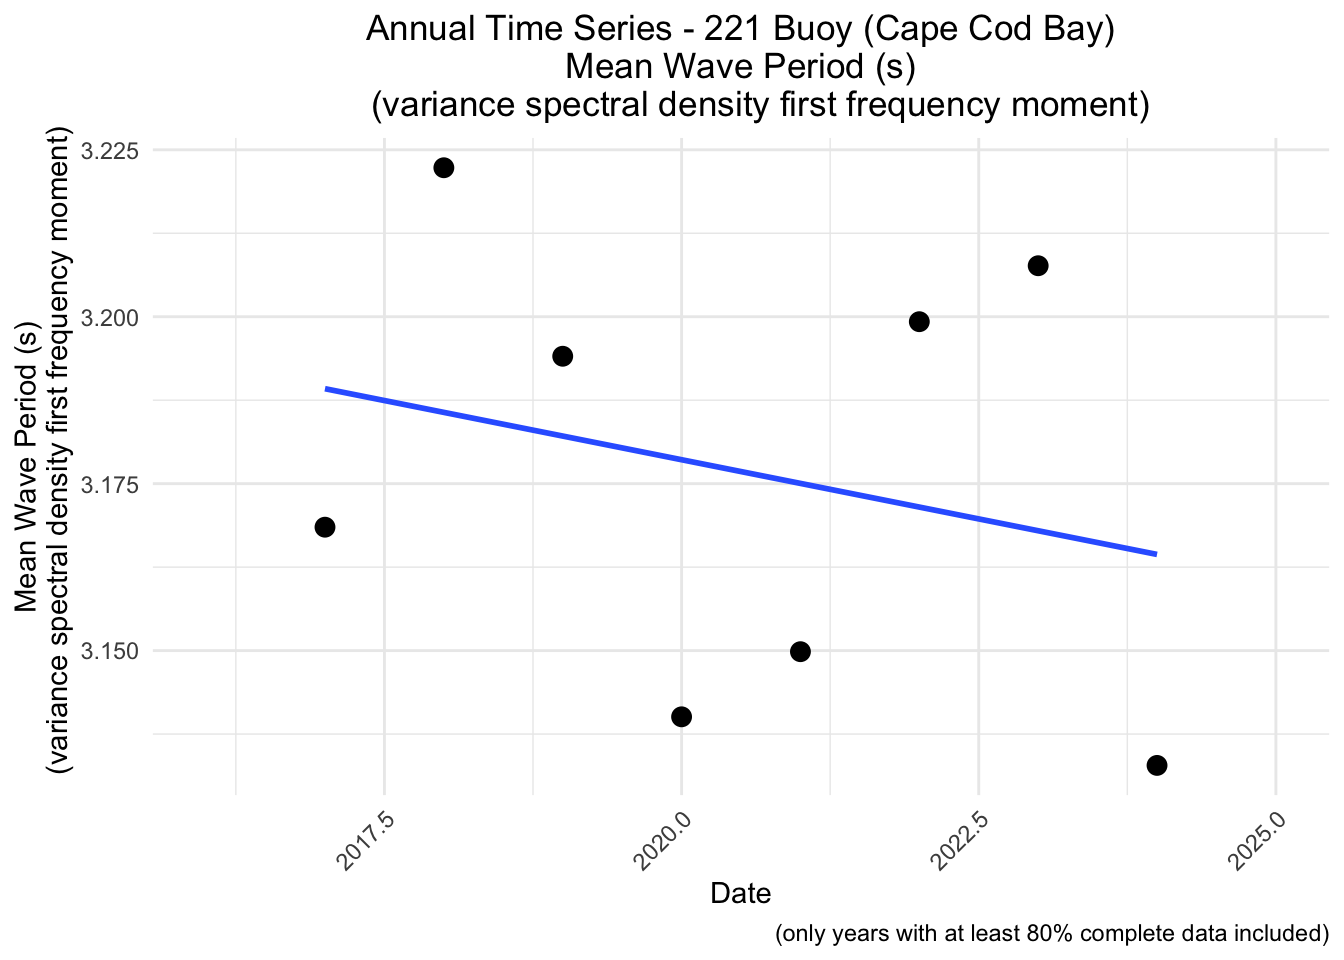 Annual Time Series - 221 Buoy (Cape Cod Bay)
Mean Wave Period (s)
(variance spectral density first frequency moment)
Mean Wave Period (s)
(variance spectral density first frequency moment)
3.225
3.200
3.175
3.150
2017.5
2020.0
2022.5
2025.0
Date
(only years with at least 80% complete data included)